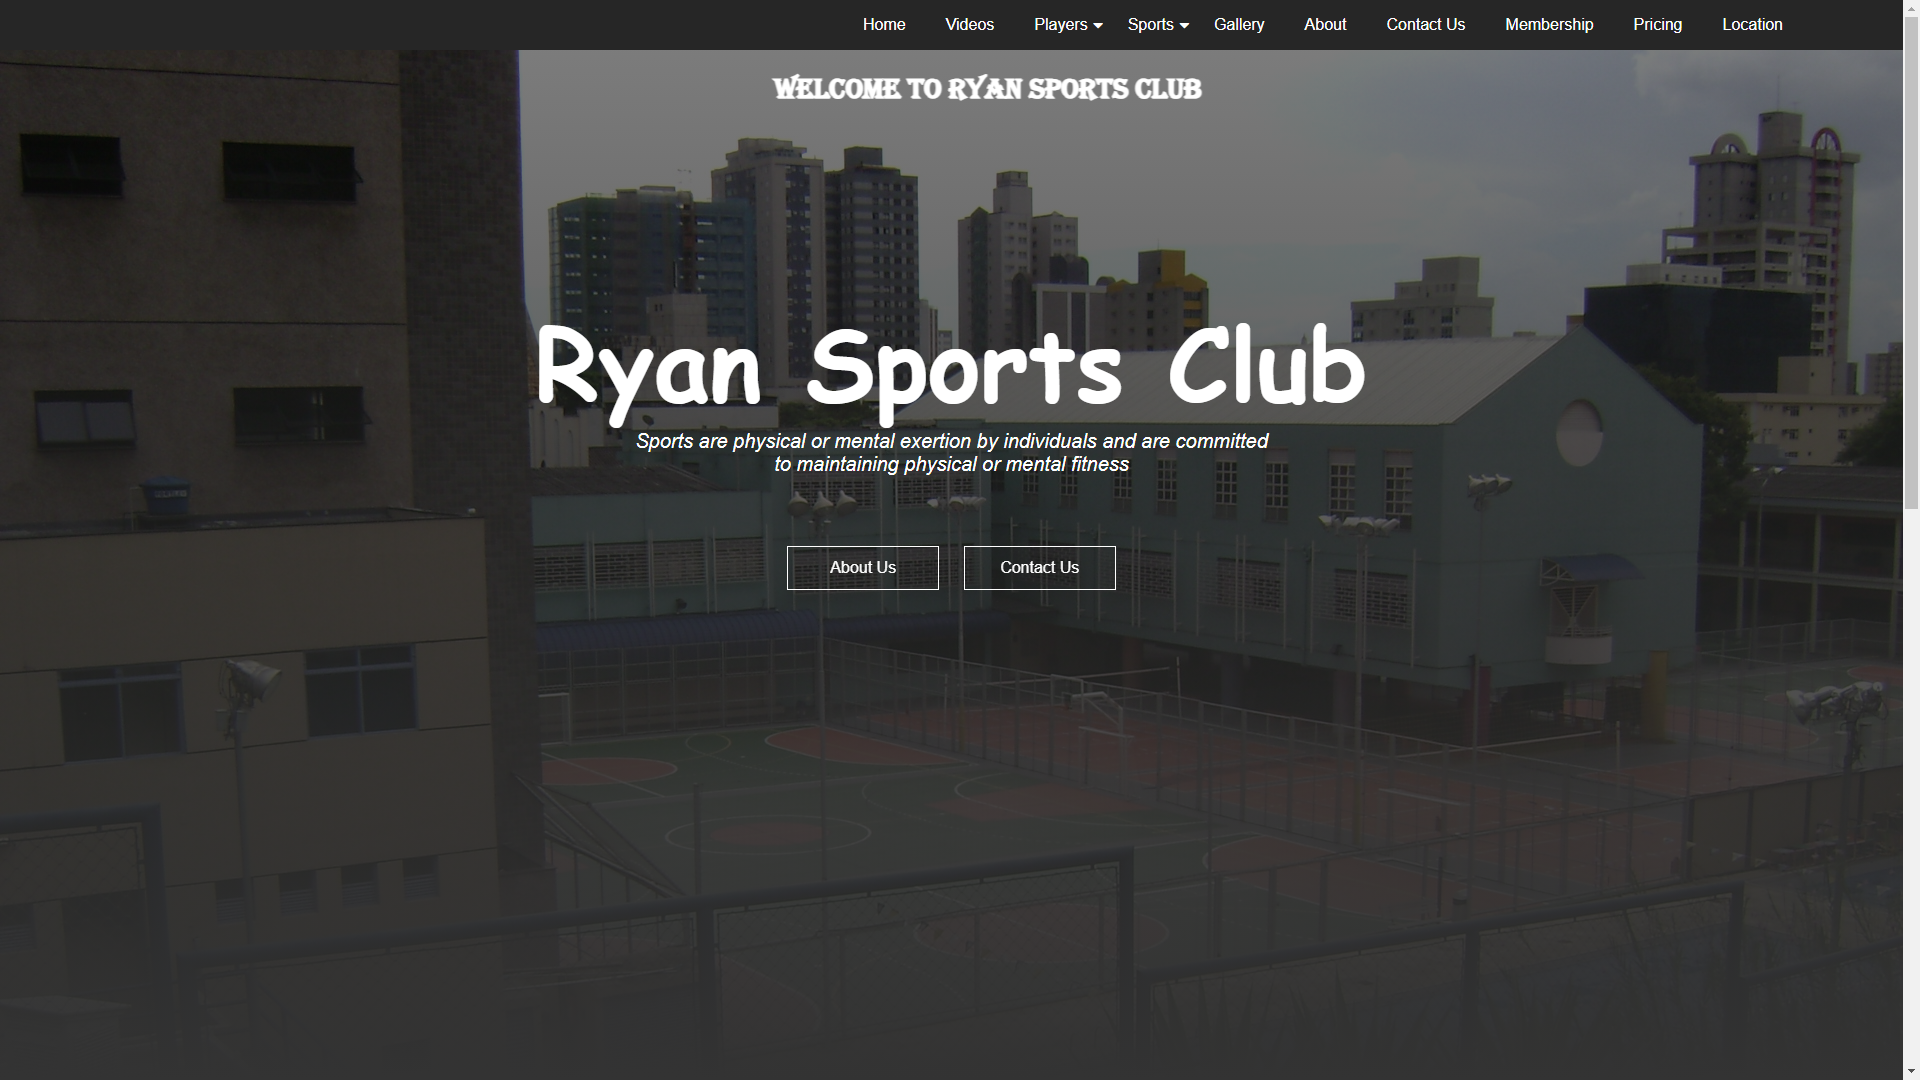 Home Videos Players Sports Gallery About Contact Us Membership Pricing Location
WELCOME TO RYAN SPORTS CLUB
Ryan Sports Club
Sports are physical or mental exertion by individuals and are committed
to maintaining physical or mental fitness
About Us Contact Us